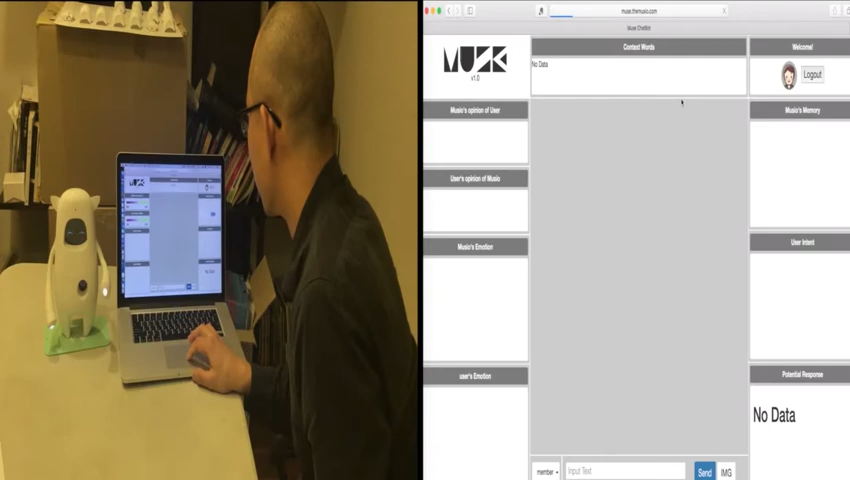 muse.themusio.com
Muse ChatBot
MUSE
v1.0
Context Words
No Data
Welcome!
Logout
Musio's opinion of User
Musio's Memory
User's opinion of Musio
Musio's Emotion
User Intent
user's Emotion
Potential Response
No Data
member
Input Text
Send
IMG
No Data